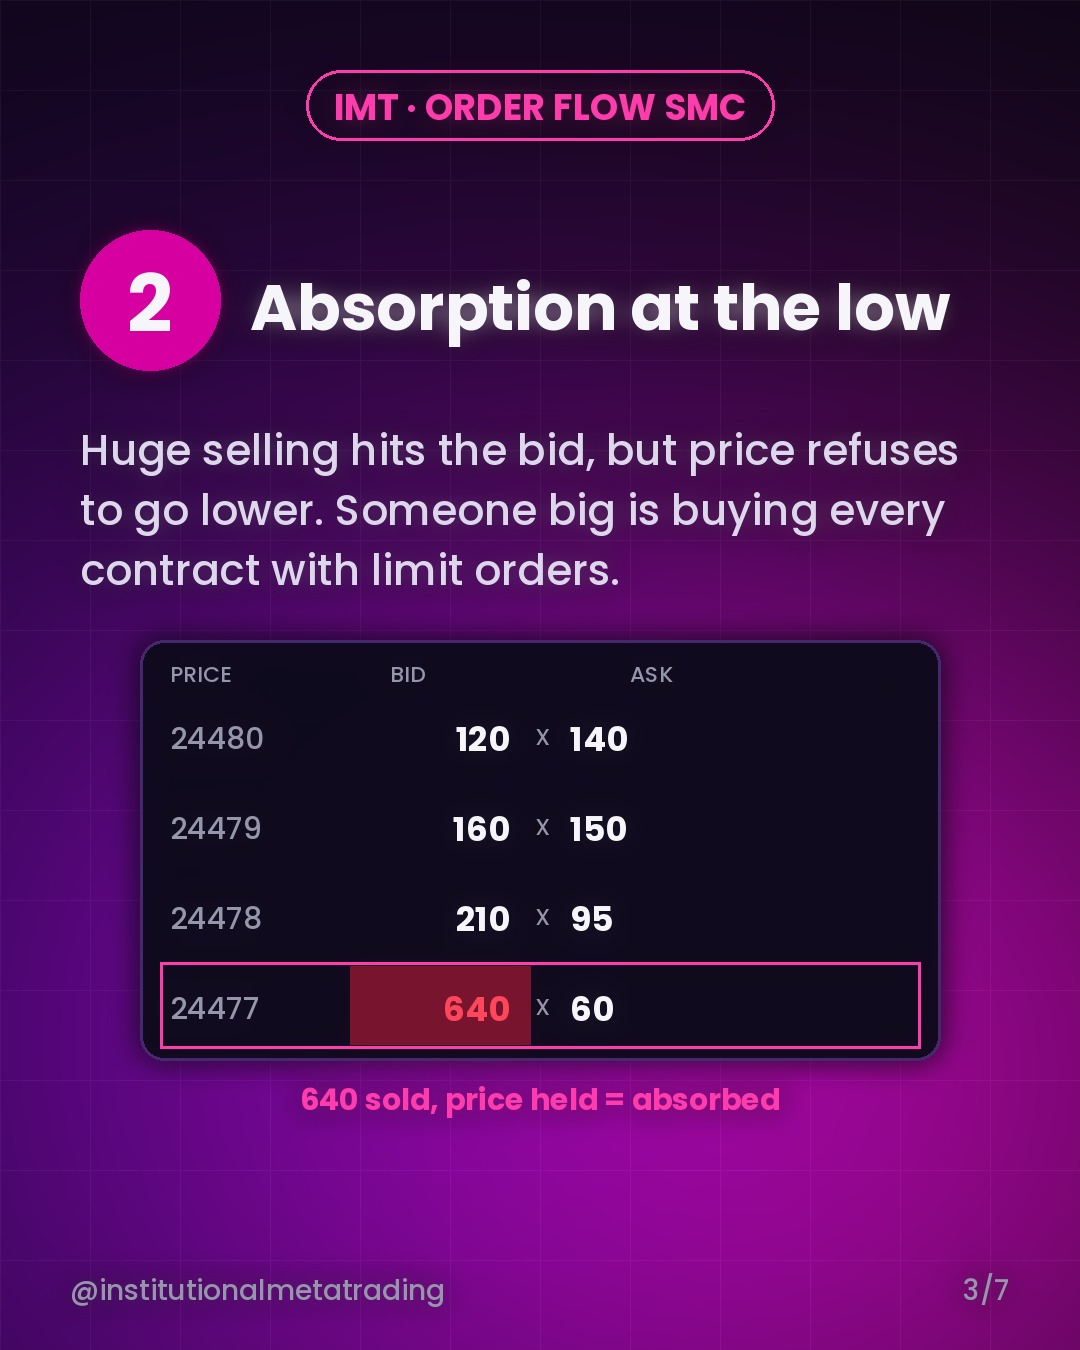 IMT · ORDER FLOW SMC
2 Absorption at the low
Huge selling hits the bid, but price refuses
to go lower. Someone big is buying every
contract with limit orders.
PRICE BID ASK
24480 120 x 140
24479 160 x 150
24478 210 x 95
24477 640 x 60
640 sold, price held = absorbed
@institutionalmetatrading 3/7